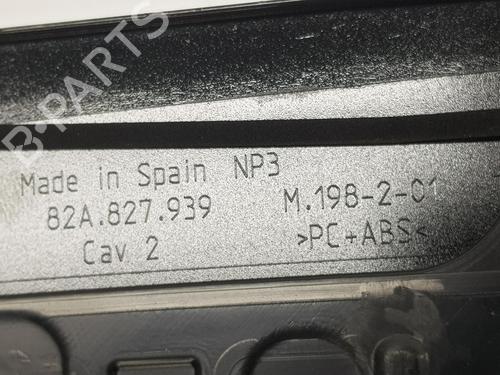 B-PARTS
Made in Spain NP3
82A.827.939 M.198-2-01
Cav 2 >PC+ABS<